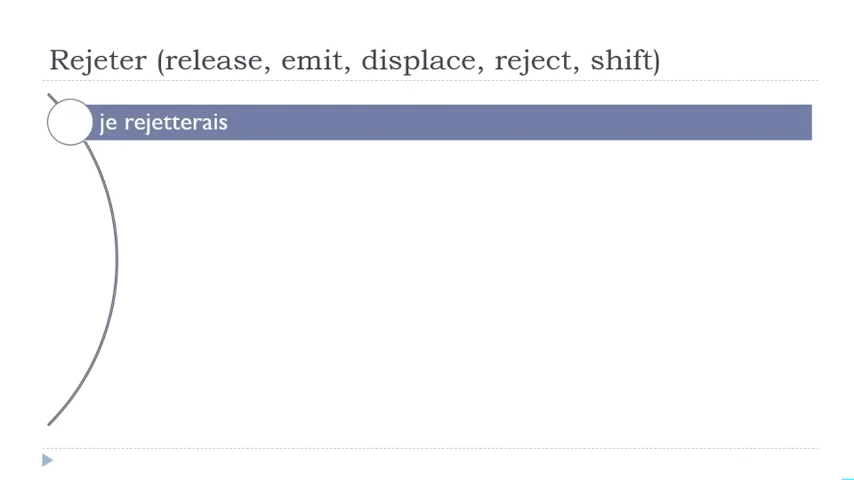 Rejeter (release, emit, displace, reject, shift)
je rejetterais